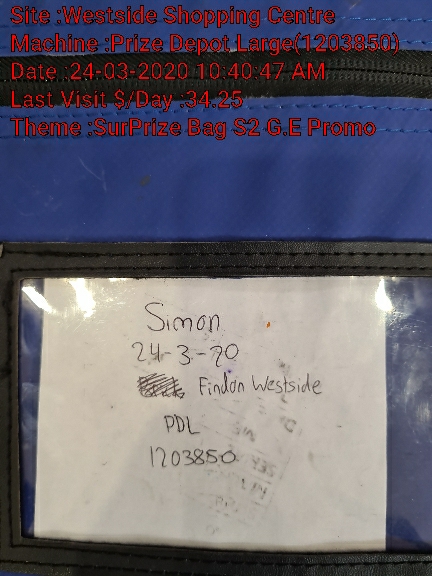 Site :Westside Shopping Centre
Machine :Prize Depot Large(1203850)
Date :24-03-2020 10:40:47 AM
Last Visit $/Day :34.25
Theme :SurPrize Bag S2 G.E Promo
Simon
24-3-20
Findon Westside
PDL
1203850